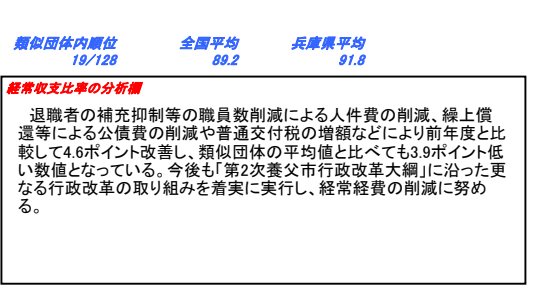 類似団体内順位 全国平均 兵庫県平均
19/128 89.2 91.8
経常収支比率の分析欄
退職者の補充抑制等の職員数削減による人件費の削減、繰上償
還等による公債費の削減や普通交付税の増額などにより前年度と比
較して4.6ポイント改善し、類似団体の平均値と比べても3.9ポイント低
い数値となっている。今後も「第2次養父市行政改革大綱」に沿った更
なる行政改革の取り組みを着実に実行し、経常経費の削減に努め
る。